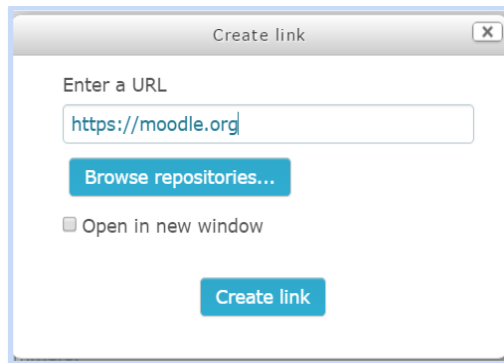 Create link
Enter a URL
https://moodle.org
Browse repositories...
Open in new window
Create link